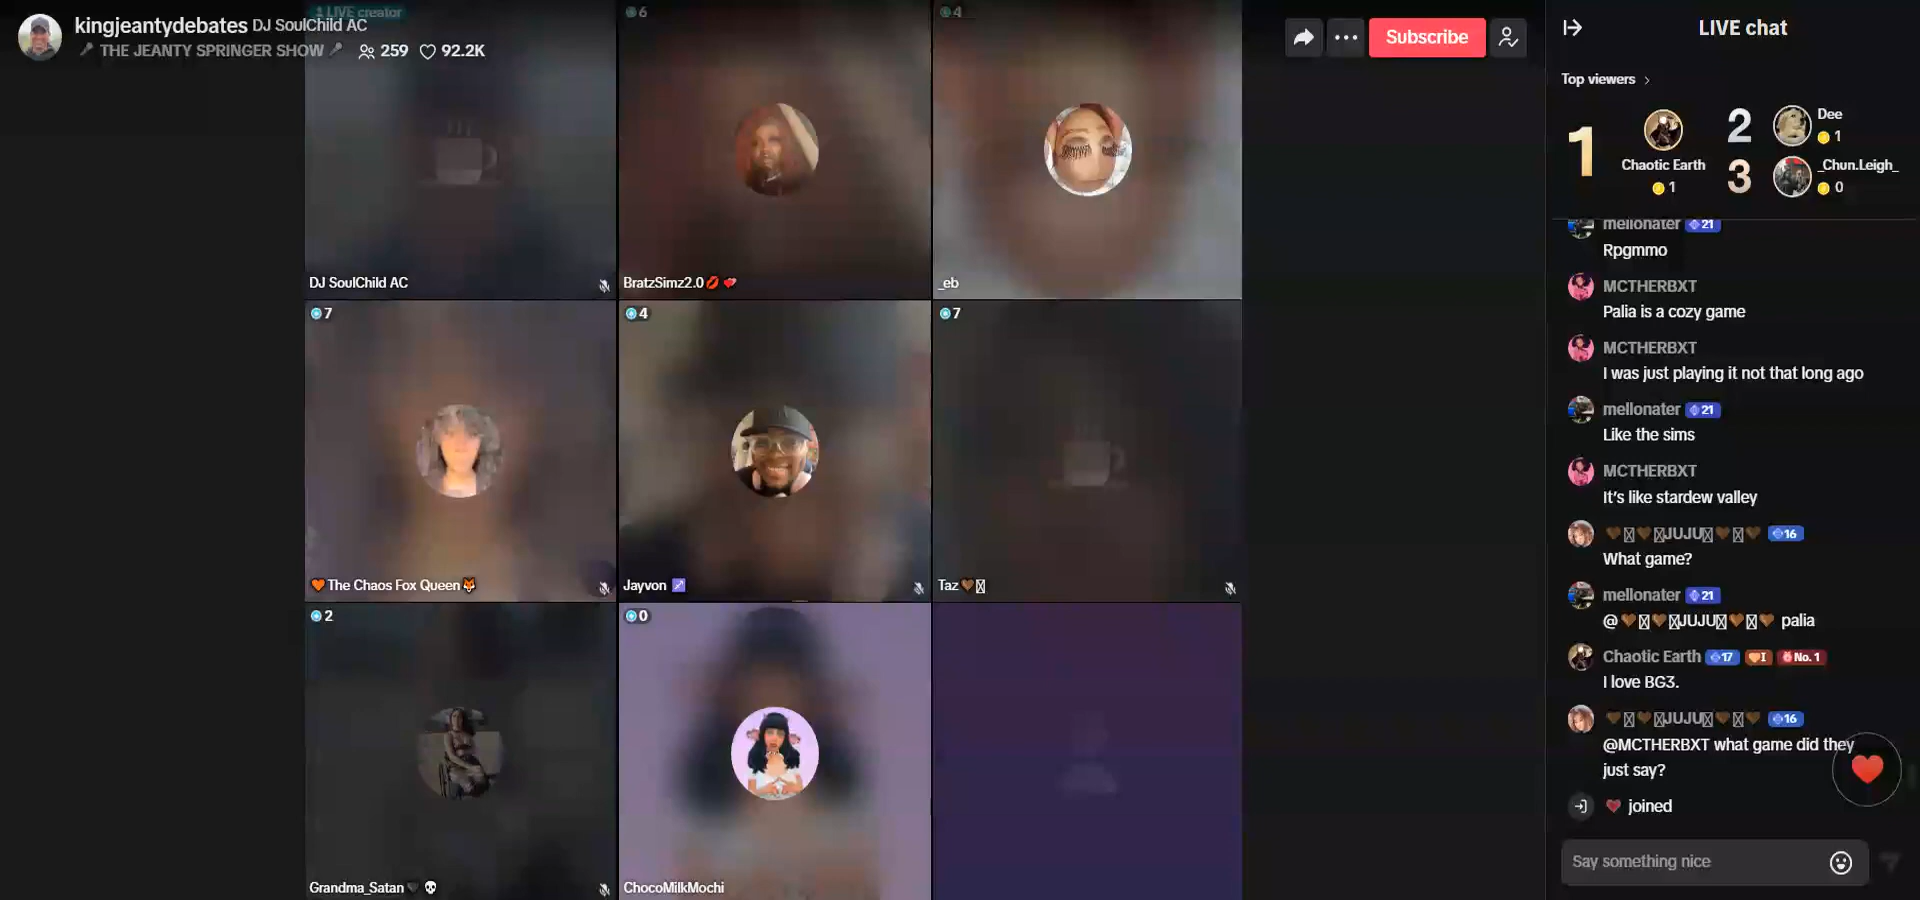 kingjeantydebates DJ SoulChild AC
THE JEANTY SPRINGER SHOW
259 92.2K
LIVE creator
6
4
Subscribe
DJ SoulChild AC
BratzSimz2.0💋💝
_eb
7
4
7
🧡The Chaos Fox Queen🦊
Jayvon ♐
Taz🤎
2
0
Grandma_Satan🖤💀
ChocoMilkMochi
LIVE chat
Top viewers >
1
Chaotic Earth
1
2
Dee
1
3
_Chun.Leigh_
0
mellonater 21
Rpgmmo
MCTHERBXT
Palia is a cozy game
MCTHERBXT
I was just playing it not that long ago
mellonater 21
Like the sims
MCTHERBXT
It's like stardew valley
🤎🤎JUJU🤎🤎 16
What game?
mellonater 21
@🤎🤎JUJU🤎🤎 palia
Chaotic Earth 17 I No. 1
I love BG3.
🤎🤎JUJU🤎🤎 16
@MCTHERBXT what game did they
just say?
joined
Say something nice